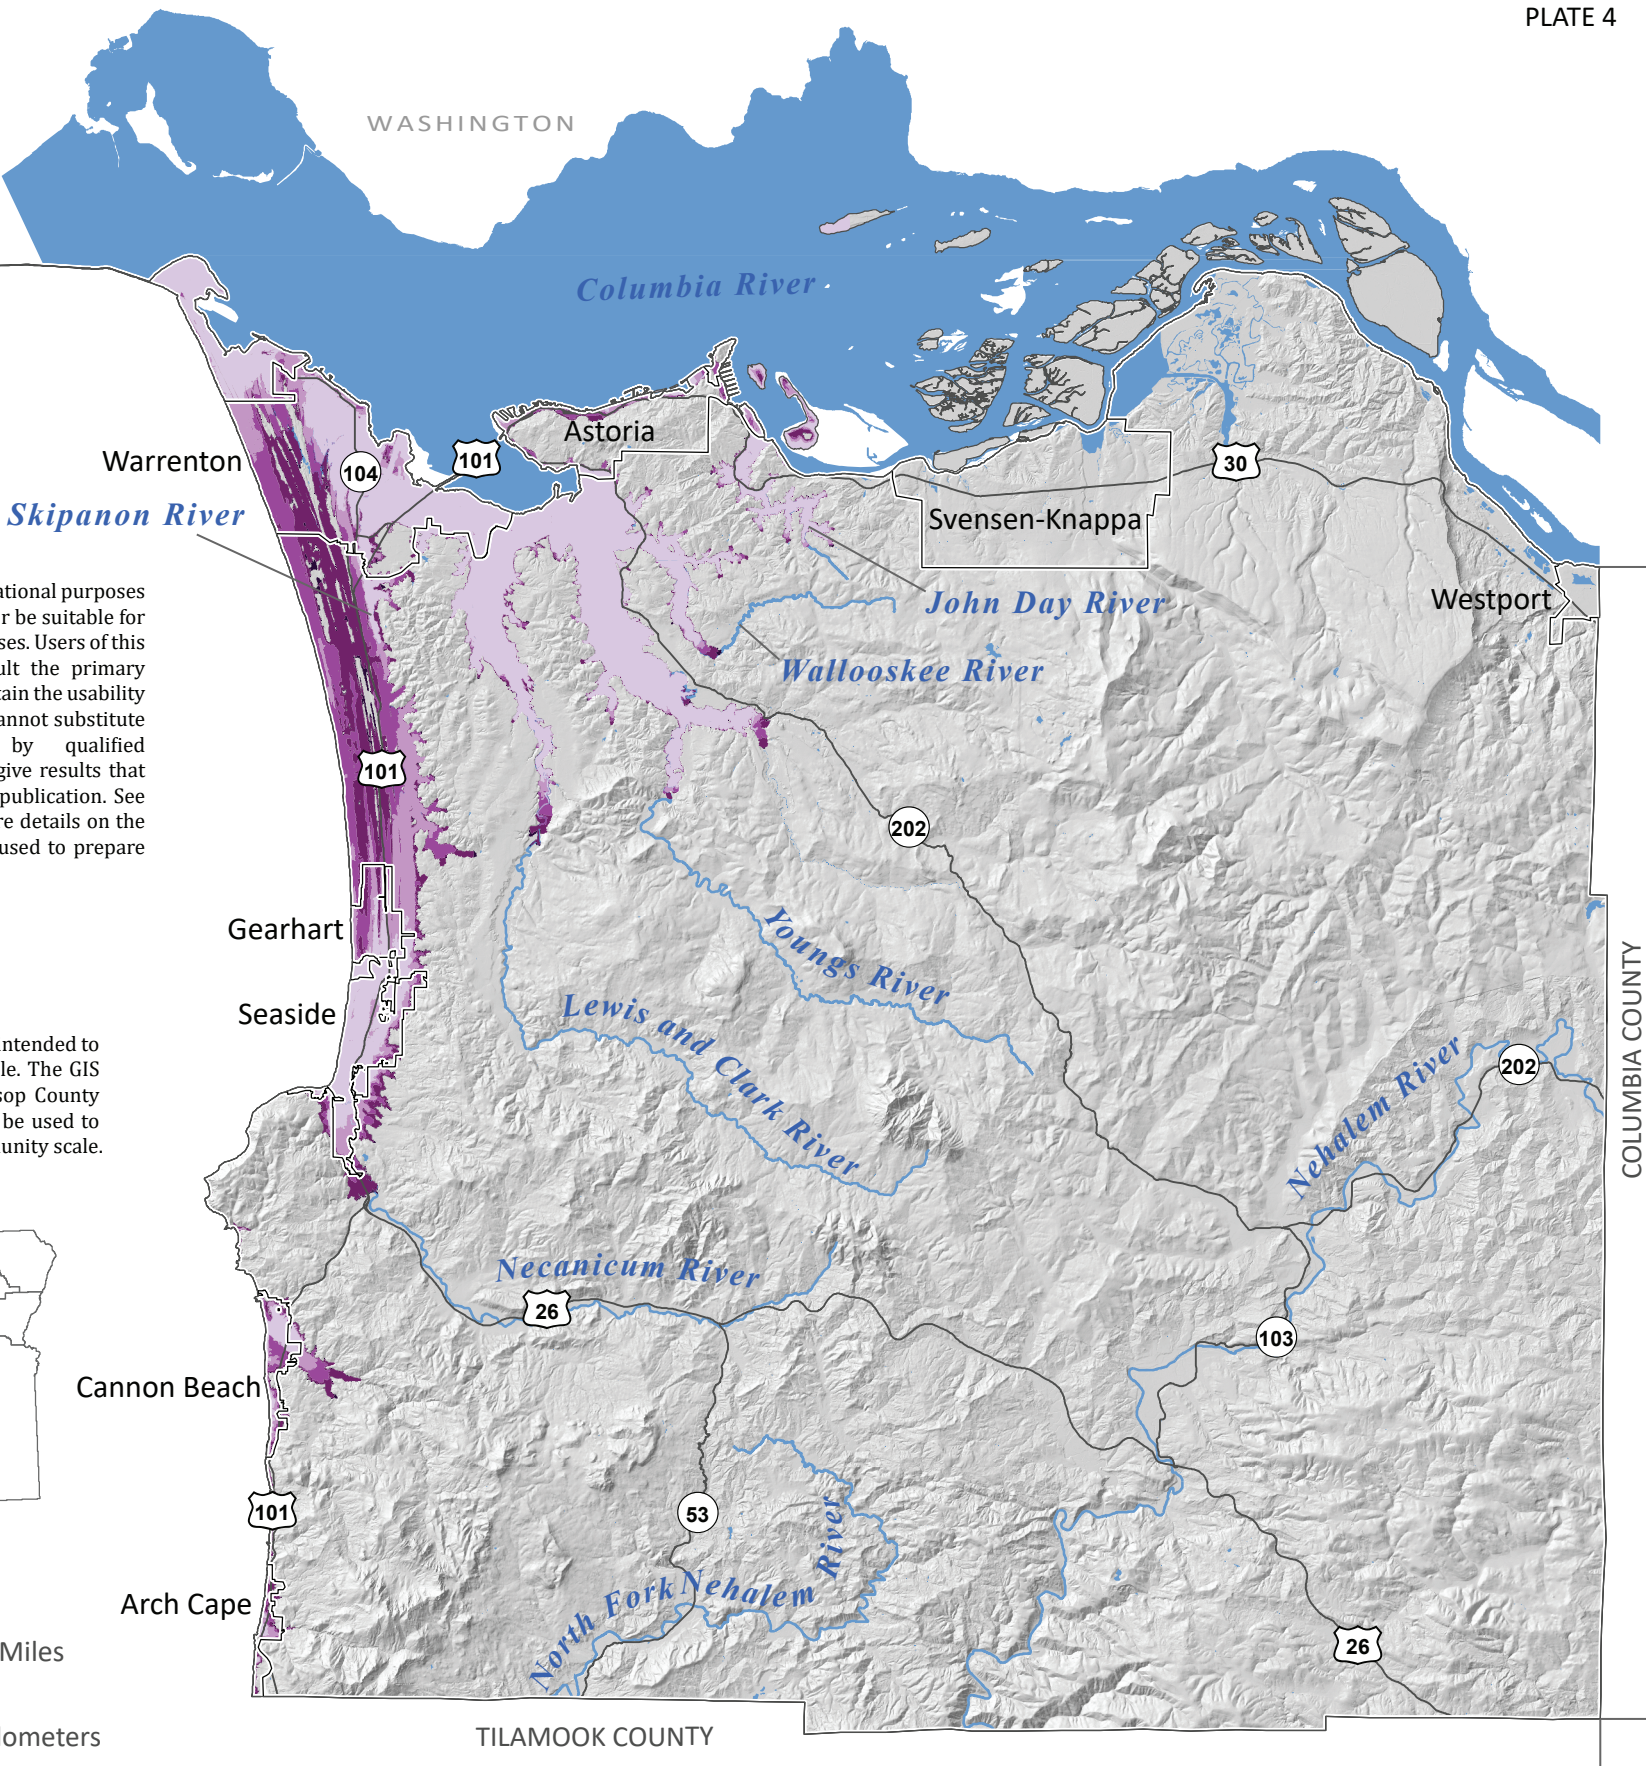 PLATE 4
WASHINGTON
Columbia River
Astoria
Warrenton
104
101
30
Skipanon River
Svensen-Knappa
ational purposes
r be suitable for
ses. Users of this
ult the primary
tain the usability
annot substitute
by qualified
give results that
publication. See
re details on the
used to prepare
John Day River
Westport
Wallooskee River
101
202
Gearhart
Youngs River
Seaside
Lewis and Clark River
COLUMBIA COUNTY
intended to
le. The GIS
sop County
be used to
unity scale.
Nehalem River
202
Necanicum River
26
103
Cannon Beach
101
53
North Fork Nehalem River
Arch Cape
26
Miles
lometers
TILAMOOK COUNTY